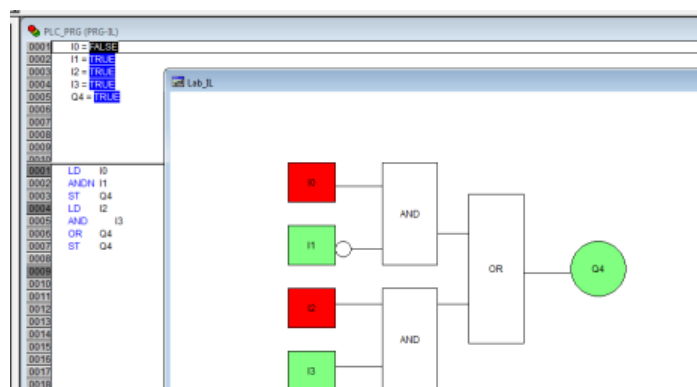 PLC_PRG (PRG-IL)
0001 I0 = FALSE
0002 I1 = TRUE
0003 I2 = TRUE
0004 I3 = TRUE
0005 Q4 = TRUE
0006
0007
0008
0009
0010
0001 LD I0
0002 ANDN I1
0003 ST Q4
0004 LD I2
0005 AND I3
0006 OR Q4
0007 ST Q4
0008
0009
0010
0011
0012
0013
0014
0015
0016
0017
0018
Lab_IL
I0
AND
I1
OR
Q4
I2
AND
I3